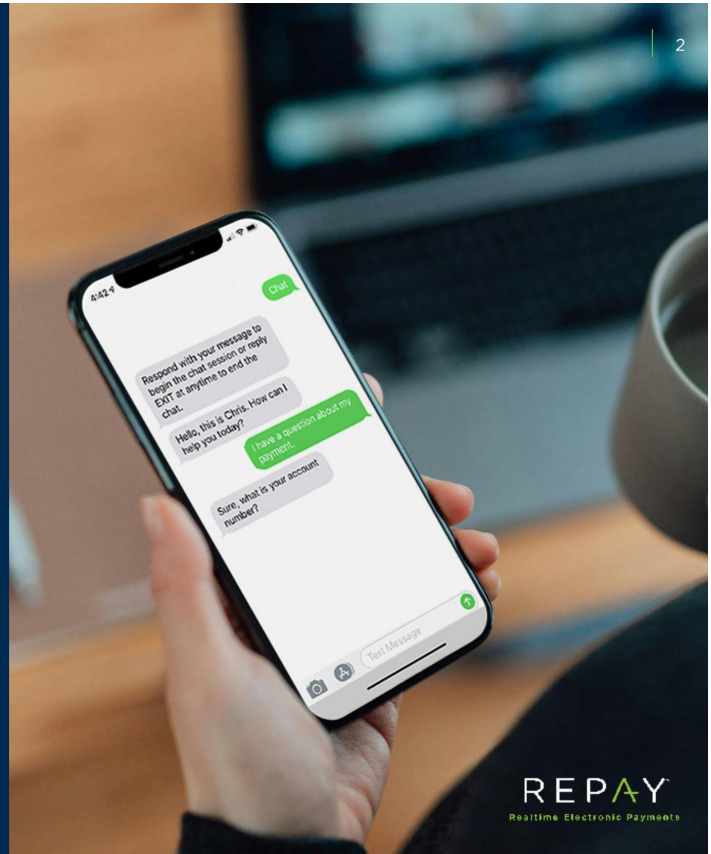 2
4:42
Chat
Respond with your message to
begin the chat session or reply
EXIT at anytime to end the
chat.
Hello, this is Chris. How can I
help you today?
I have a question about my
payment.
Sure, what is your account
number?
Text Message
REPAY
Realtime Electronic Payments